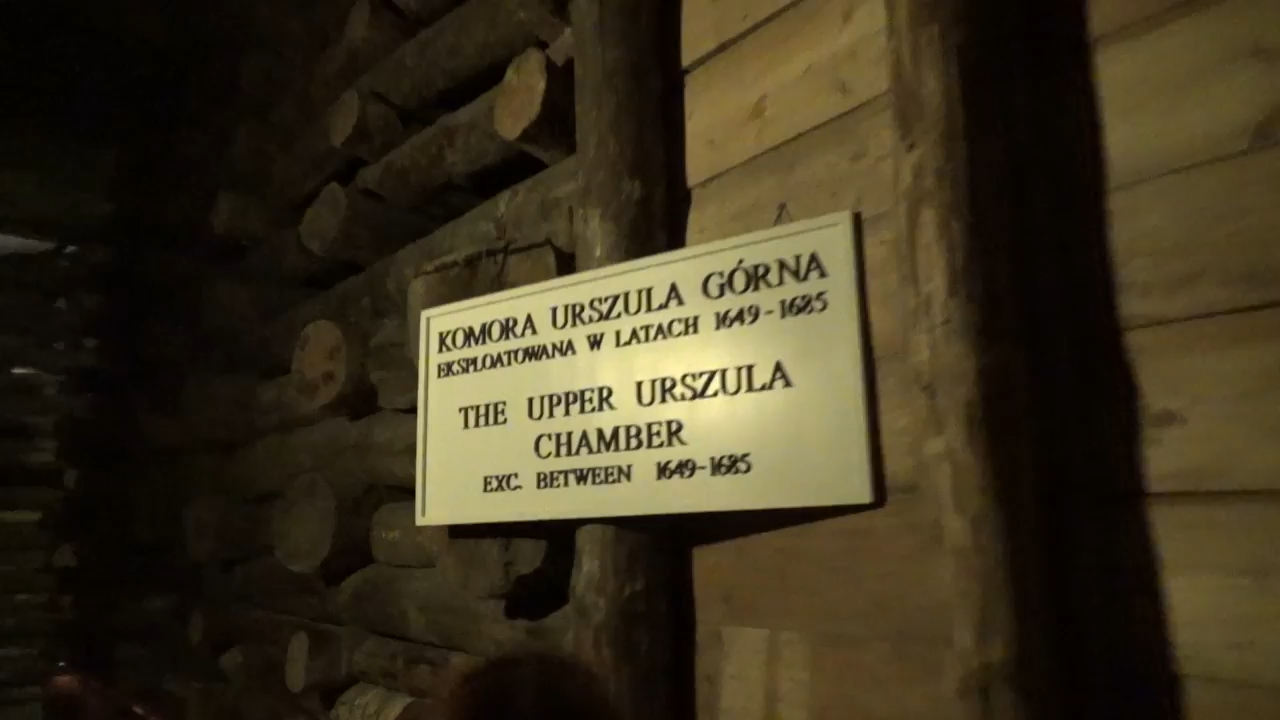 KOMORA URSZULA GÓRNA
EKSPLOATOWANA W LATACH 1649-1685
THE UPPER URSZULA
CHAMBER
EXC. BETWEEN 1649-1685